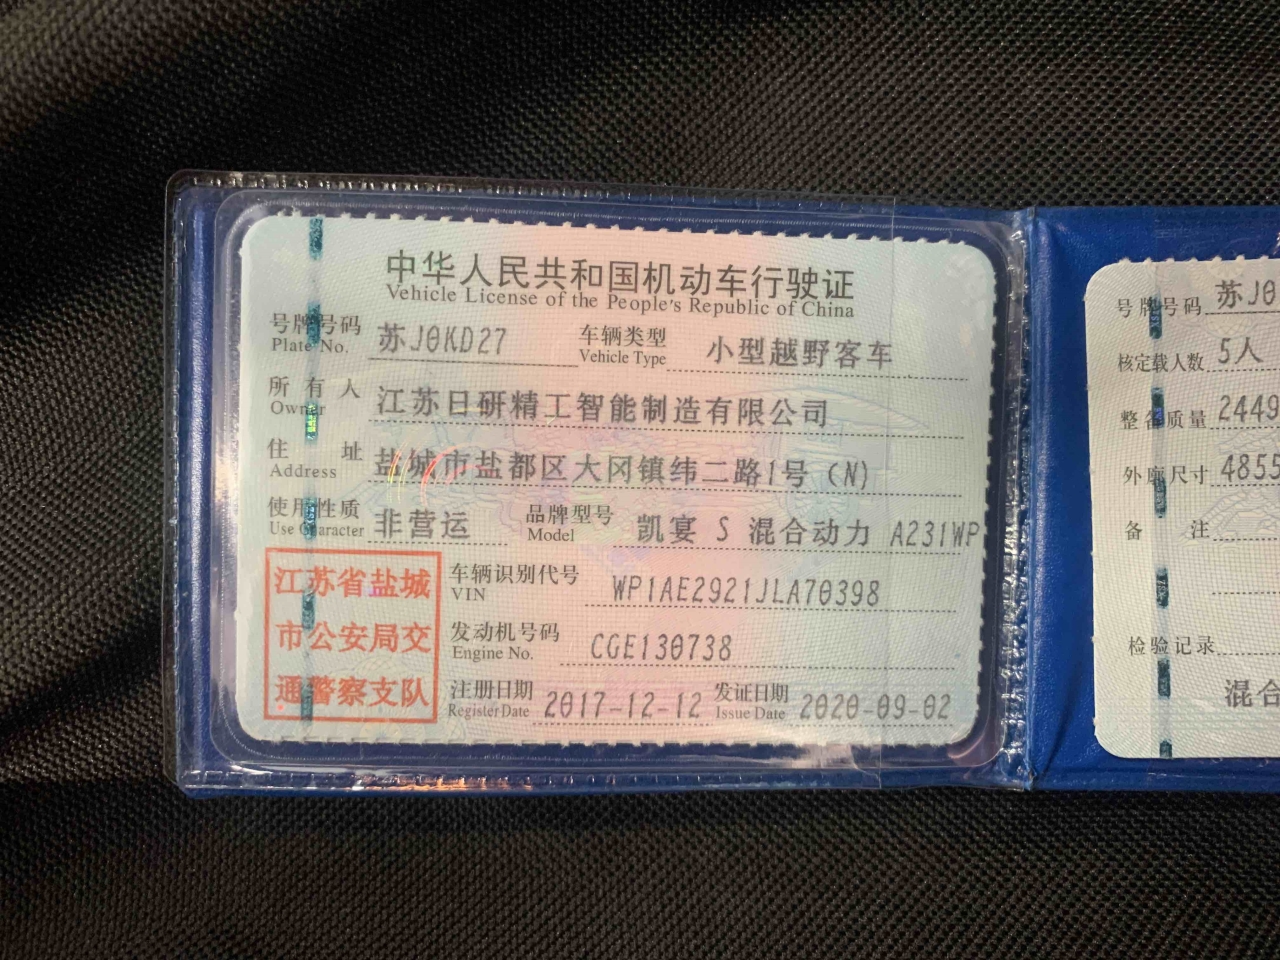 中华人民共和国机动车行驶证
Vehicle License of the People's Republic of China
号牌号码 苏J0KD27 车辆类型 小型越野客车
Plate No. Vehicle Type
所有人 江苏日研精工智能制造有限公司
Owner
住址 盐城市盐都区大冈镇纬二路1号(N)
Address
使用性质 非营运 品牌型号 凯宴 S 混合动力 A231WP
Use Character Model
江苏省盐城
市公安局交
通警察支队
车辆识别代号 WP1AE2921JLA70398
VIN
发动机号码 CGE130738
Engine No.
注册日期 2017-12-12 发证日期 2020-09-02
Register Date Issue Date
号牌号码 苏J0
核定载人数 5人
整备质量 2449
外廓尺寸 4855
备注
检验记录
混合